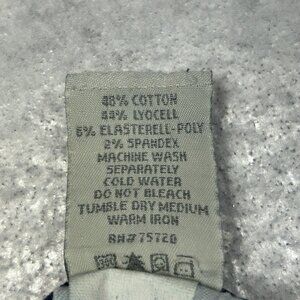 48% COTTON
44% LYOCELL
6% ELASTERELL-POLY
2% SPANDEX
MACHINE WASH
SEPARATELY
COLD WATER
DO NOT BLEACH
TUMBLE DRY MEDIUM
WARM IRON
RN#75720